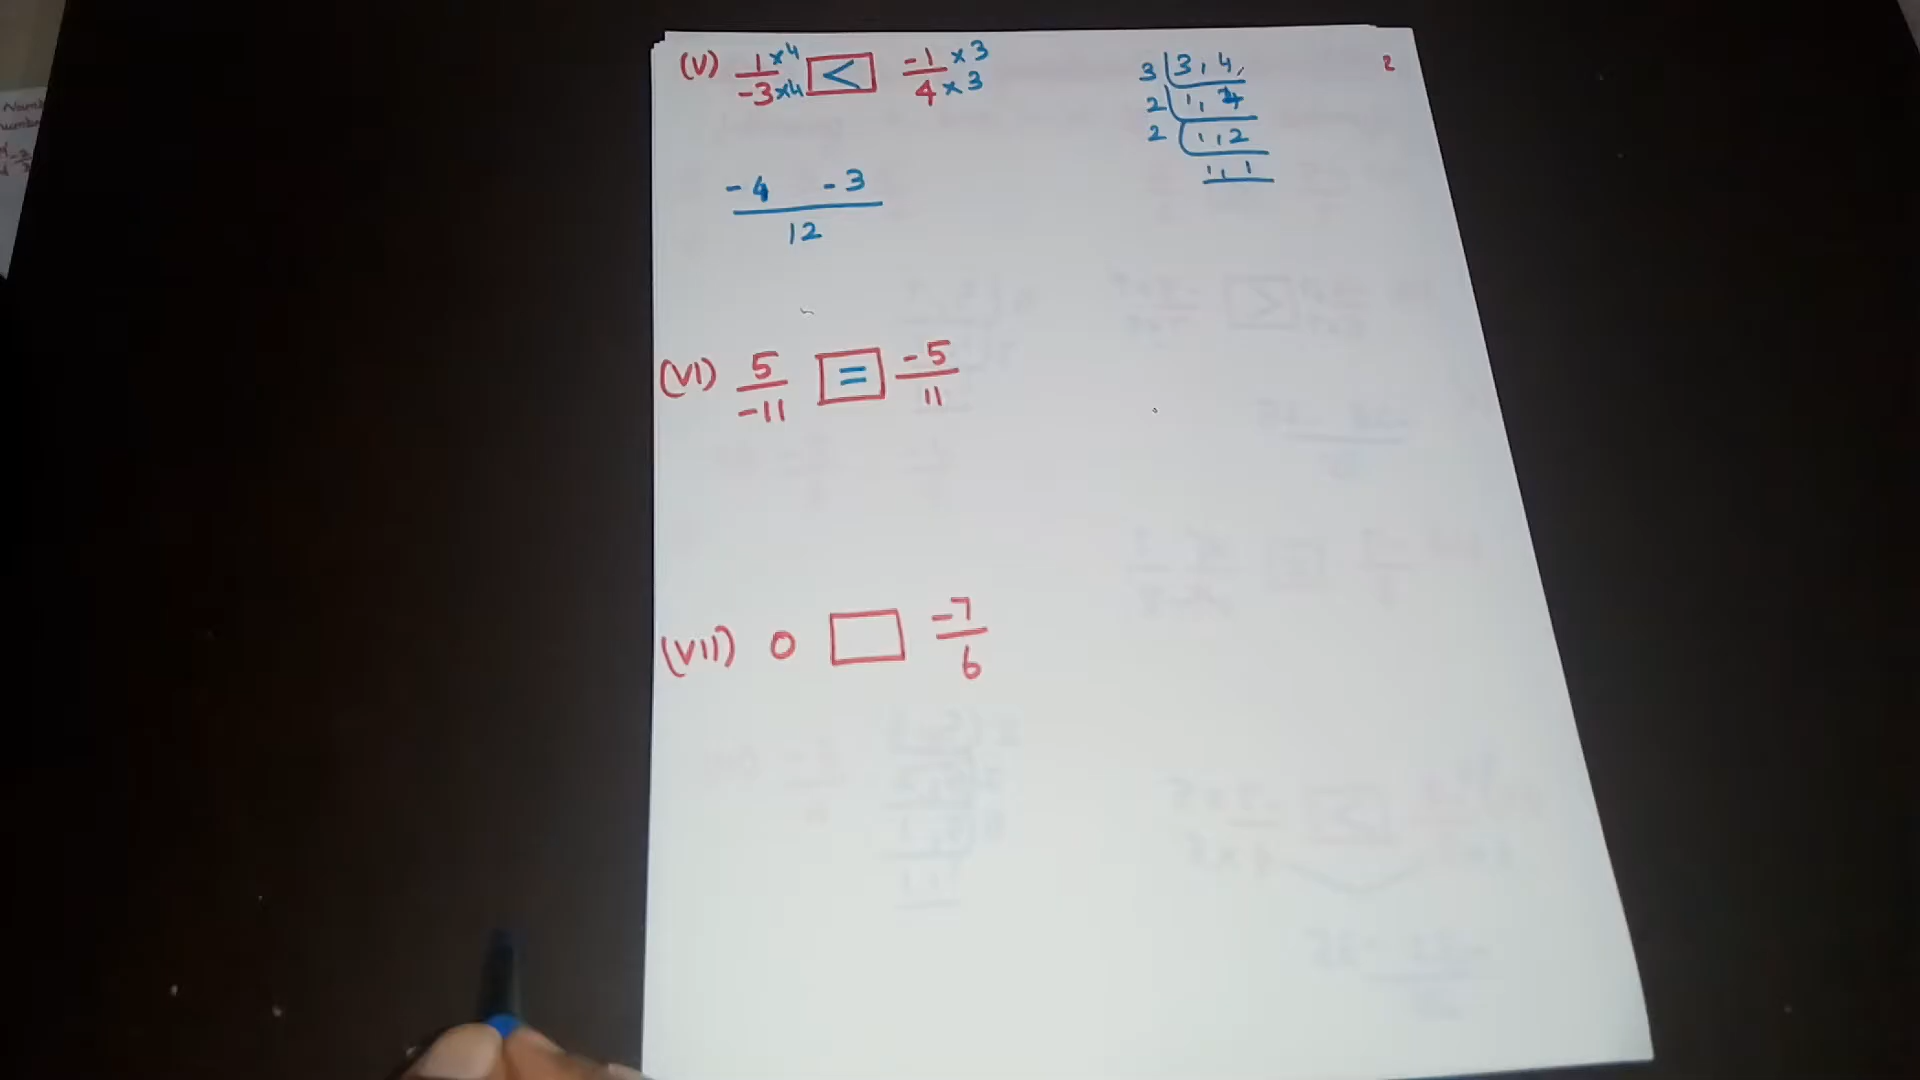 (V) 1×4/-3×4 < -1×3/4×3
3 | 3, 4,
2 | 1, 4
2 | 1, 2
1, 1
2
-4 -3
12
(VI) 5/-11 = -5/11
(VII) 0 □ -7/6